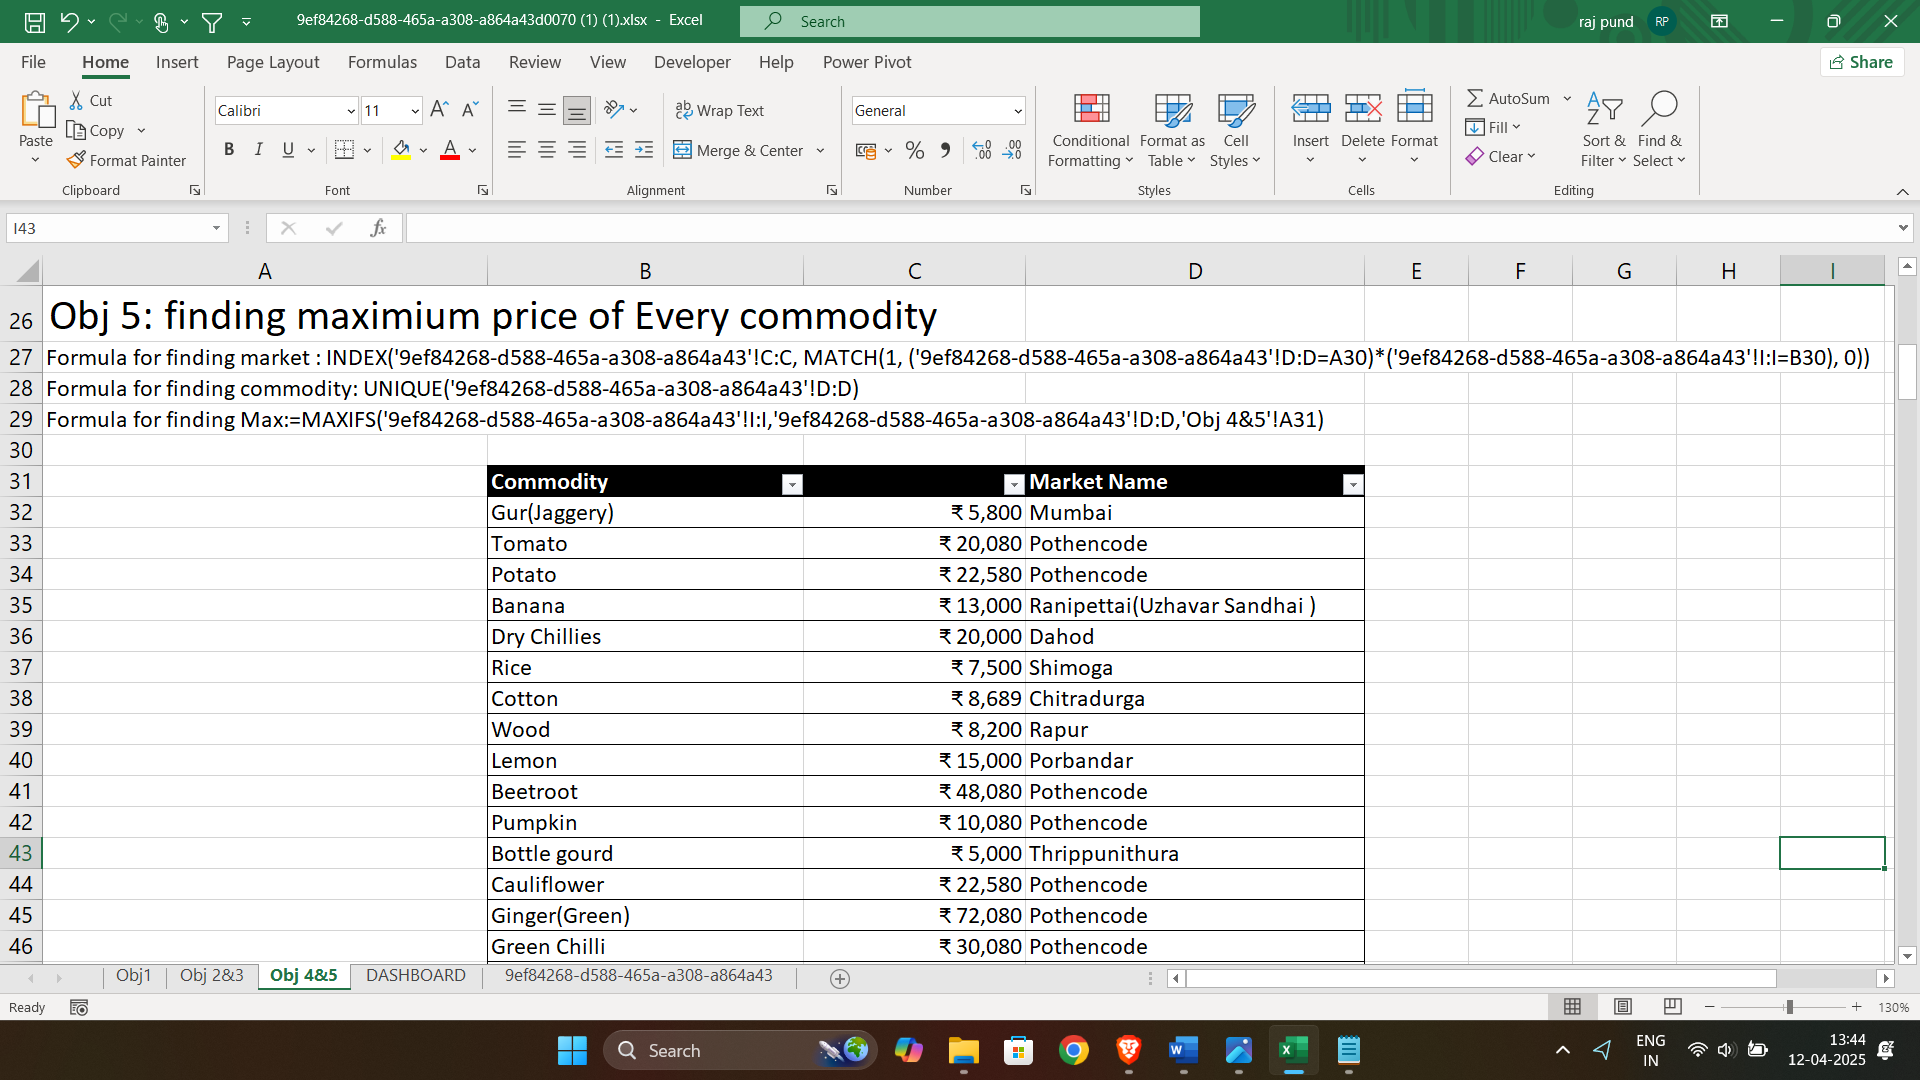 9ef84268-d588-465a-a308-a864a43d0070 (1) (1).xlsx - Excel
Search
raj pund
RP
File Home Insert Page Layout Formulas Data Review View Developer Help Power Pivot
Share
Paste
Cut
Copy
Format Painter
Clipboard
Calibri 11
B I U
Font
Wrap Text
Merge & Center
Alignment
General
Number
Conditional Formatting
Format as Table
Cell Styles
Styles
Insert Delete Format
Cells
AutoSum
Fill
Clear
Sort & Filter
Find & Select
Editing
I43
fx
A B C D E F G H I
26 Obj 5: finding maximium price of Every commodity
27 Formula for finding market : INDEX('9ef84268-d588-465a-a308-a864a43'!C:C, MATCH(1, ('9ef84268-d588-465a-a308-a864a43'!D:D=A30)*('9ef84268-d588-465a-a308-a864a43'!I:I=B30), 0))
28 Formula for finding commodity: UNIQUE('9ef84268-d588-465a-a308-a864a43'!D:D)
29 Formula for finding Max:=MAXIFS('9ef84268-d588-465a-a308-a864a43'!I:I,'9ef84268-d588-465a-a308-a864a43'!D:D,'Obj 4&5'!A31)
30
31 Commodity Market Name
32 Gur(Jaggery) ₹ 5,800 Mumbai
33 Tomato ₹ 20,080 Pothencode
34 Potato ₹ 22,580 Pothencode
35 Banana ₹ 13,000 Ranipettai(Uzhavar Sandhai )
36 Dry Chillies ₹ 20,000 Dahod
37 Rice ₹ 7,500 Shimoga
38 Cotton ₹ 8,689 Chitradurga
39 Wood ₹ 8,200 Rapur
40 Lemon ₹ 15,000 Porbandar
41 Beetroot ₹ 48,080 Pothencode
42 Pumpkin ₹ 10,080 Pothencode
43 Bottle gourd ₹ 5,000 Thrippunithura
44 Cauliflower ₹ 22,580 Pothencode
45 Ginger(Green) ₹ 72,080 Pothencode
46 Green Chilli ₹ 30,080 Pothencode
Obj1 Obj 2&3 Obj 4&5 DASHBOARD 9ef84268-d588-465a-a308-a864a43
Ready
130%
Search
ENG
IN
13:44
12-04-2025